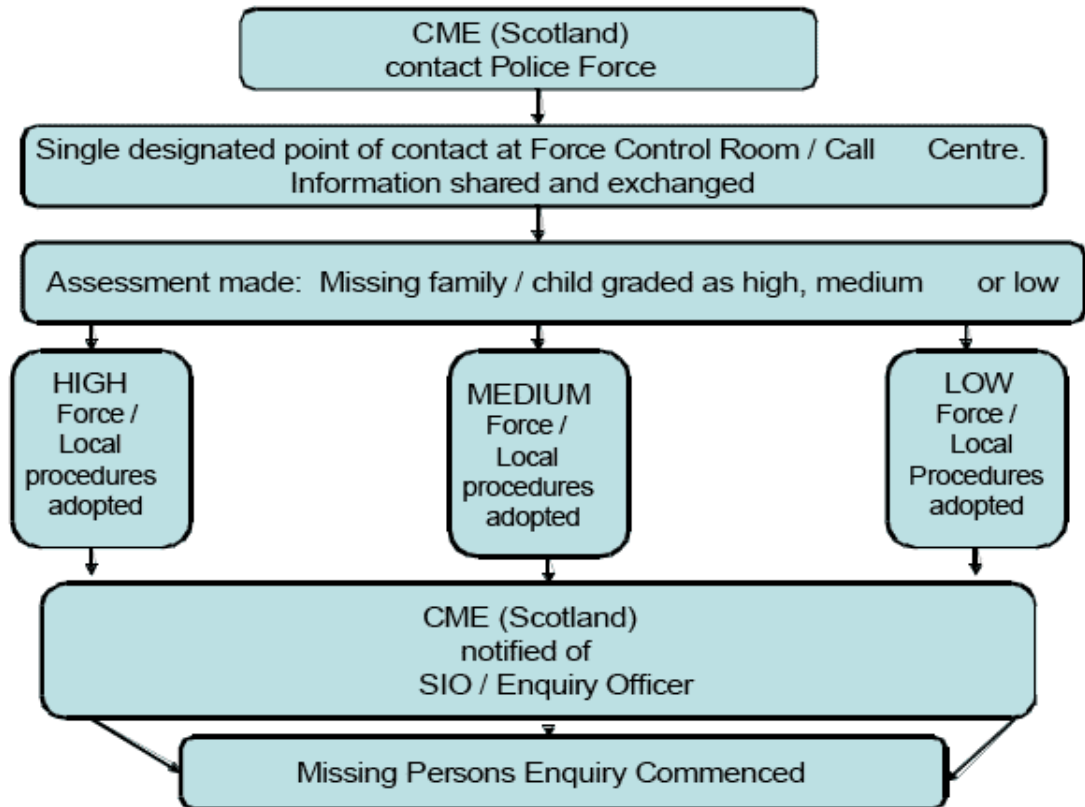 CME (Scotland)
contact Police Force
Single designated point of contact at Force Control Room / Call Centre.
Information shared and exchanged
Assessment made: Missing family / child graded as high, medium or low
HIGH
Force /
Local
procedures
adopted
MEDIUM
Force /
Local
procedures
adopted
LOW
Force /
Local
Procedures
adopted
CME (Scotland)
notified of
SIO / Enquiry Officer
Missing Persons Enquiry Commenced